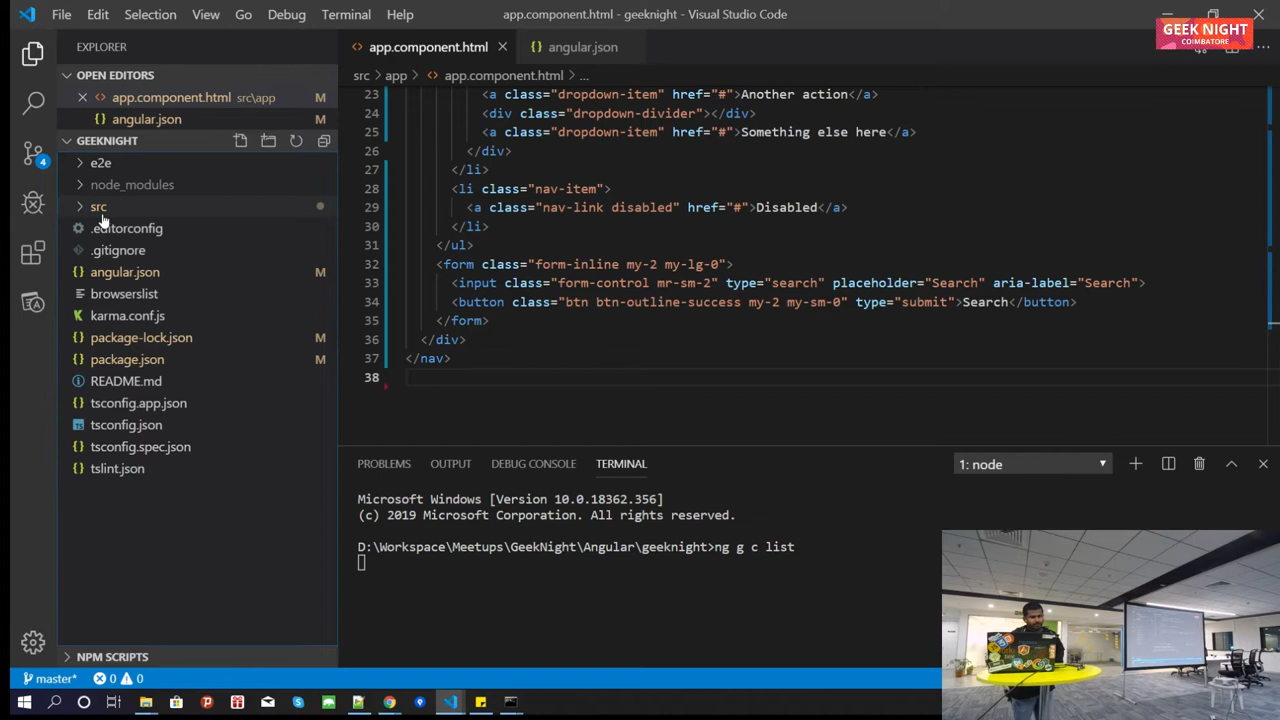 File Edit Selection View Go Debug Terminal Help
app.component.html - geeknight - Visual Studio Code
GEEK NIGHT
COIMBATORE
EXPLORER
OPEN EDITORS
app.component.html src\app M
angular.json M
GEEKNIGHT
e2e
node_modules
src
.editorconfig
.gitignore
angular.json M
browserslist
karma.conf.js
package-lock.json M
package.json M
README.md
tsconfig.app.json
tsconfig.json
tsconfig.spec.json
tslint.json
NPM SCRIPTS
4
app.component.html
angular.json
src > app > app.component.html > ...
23 <a class="dropdown-item" href="#">Another action</a>
24 <div class="dropdown-divider"></div>
25 <a class="dropdown-item" href="#">Something else here</a>
26 </div>
27 </li>
28 <li class="nav-item">
29 <a class="nav-link disabled" href="#">Disabled</a>
30 </li>
31 </ul>
32 <form class="form-inline my-2 my-lg-0">
33 <input class="form-control mr-sm-2" type="search" placeholder="Search" aria-label="Search">
34 <button class="btn btn-outline-success my-2 my-sm-0" type="submit">Search</button>
35 </form>
36 </div>
37 </nav>
38
PROBLEMS OUTPUT DEBUG CONSOLE TERMINAL
1: node
Microsoft Windows [Version 10.0.18362.356]
(c) 2019 Microsoft Corporation. All rights reserved.
D:\Workspace\Meetups\GeekNight\Angular\geeknight>ng g c list
master* 0 0